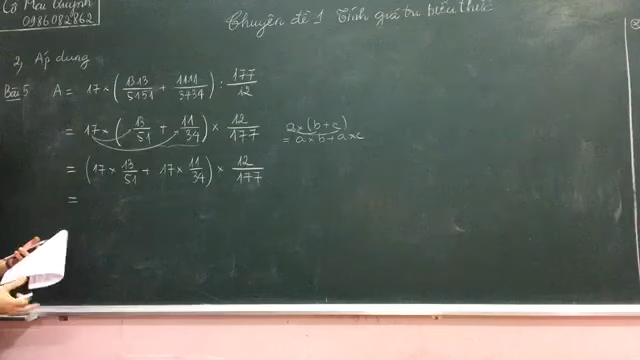 Cô Mai Quỳnh
0986082862
Chuyên đề 1 Tính giá trị biểu thức
2, Áp dụng
Bài 5 A = 17 × ( 1313/5151 + 1111/3434 ) : 177/12
= 17 × ( 13/51 + 11/34 ) × 12/177
a × (b + c)
= a × b + a × c
= ( 17 × 13/51 + 17 × 11/34 ) × 12/177
=